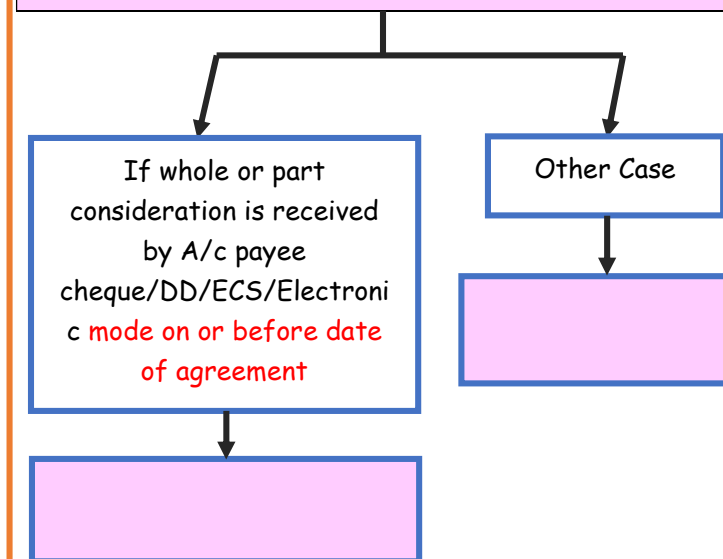 If whole or part
consideration is received
by A/c payee
cheque/DD/ECS/Electroni
c mode on or before date
of agreement
Other Case